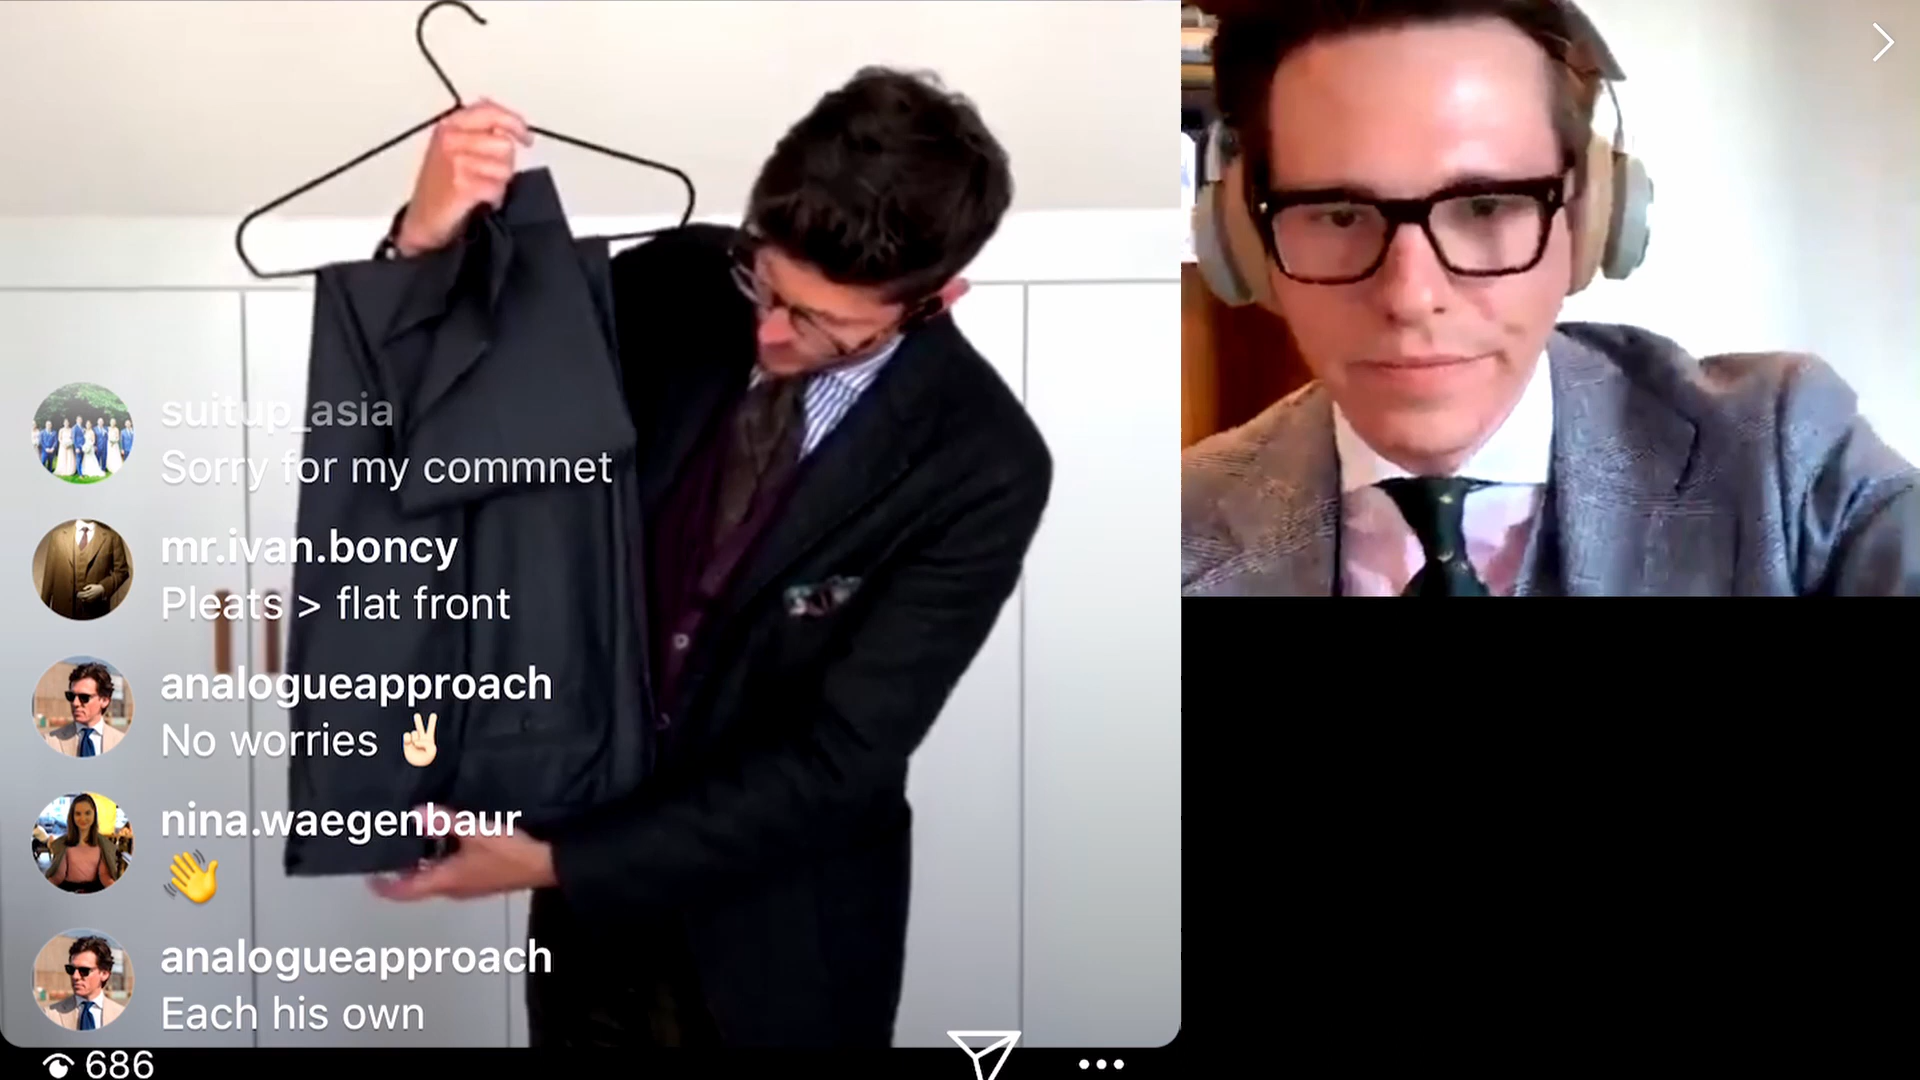 suitup_asia
Sorry for my commnet
mr.ivan.boncy
Pleats > flat front
analogueapproach
No worries ✌🏻
nina.waegenbaur
👋
analogueapproach
Each his own
686